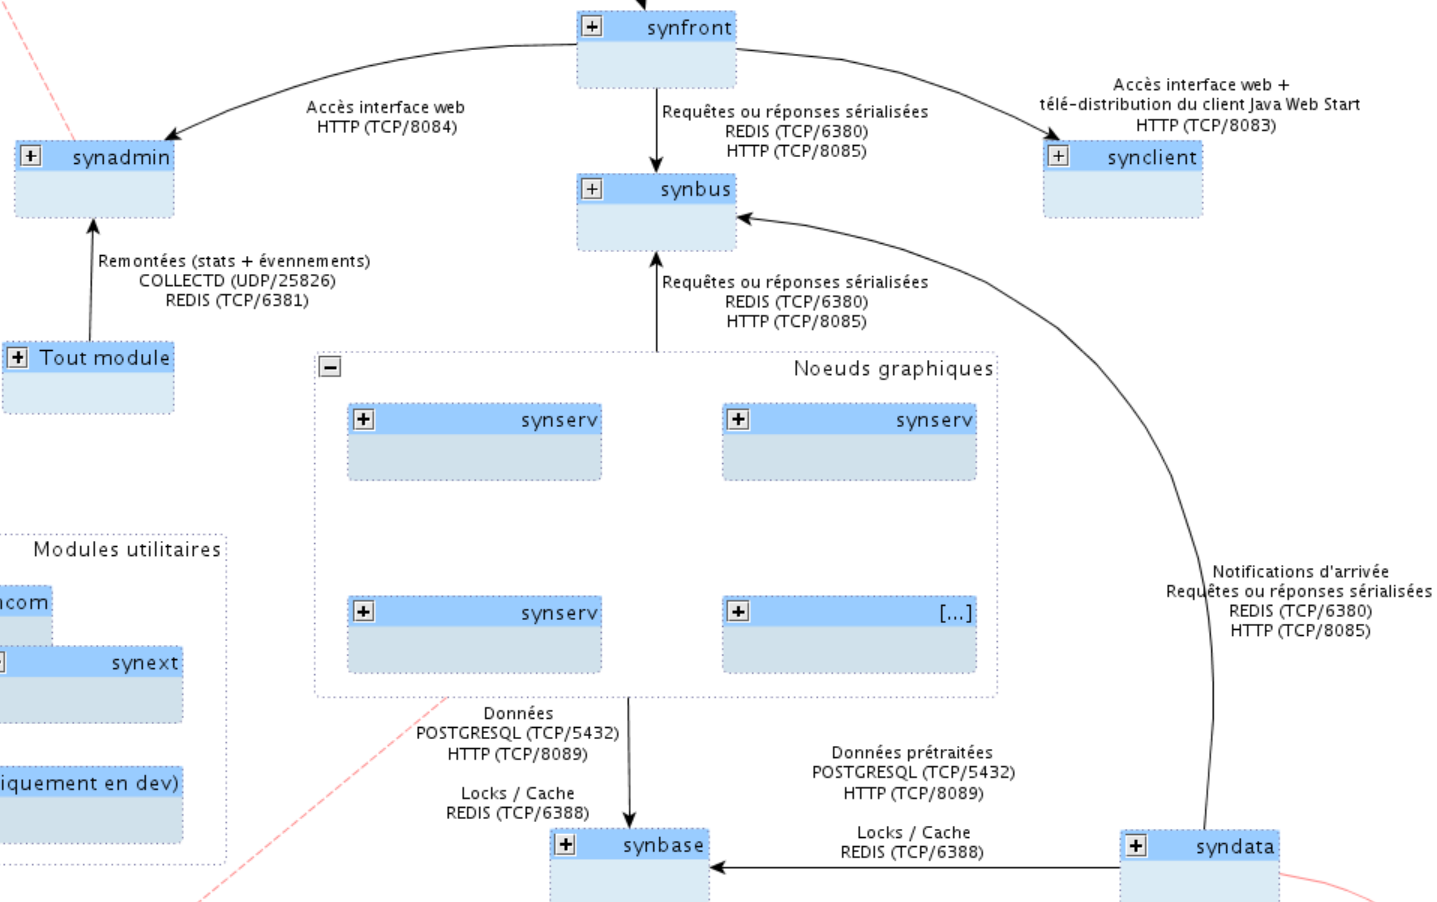 synfront
Accès interface web
HTTP (TCP/8084)
Requêtes ou réponses sérialisées
REDIS (TCP/6380)
HTTP (TCP/8085)
Accès interface web +
télé-distribution du client Java Web Start
HTTP (TCP/8083)
synadmin
synbus
synclient
Remontées (stats + évennements)
COLLECTD (UDP/25826)
REDIS (TCP/6381)
Requêtes ou réponses sérialisées
REDIS (TCP/6380)
HTTP (TCP/8085)
Tout module
Noeuds graphiques
synserv
synserv
synserv
[...]
Modules utilitaires
com
synext
iquement en dev)
Notifications d'arrivée
Requêtes ou réponses sérialisées
REDIS (TCP/6380)
HTTP (TCP/8085)
Données
POSTGRESQL (TCP/5432)
HTTP (TCP/8089)
Locks / Cache
REDIS (TCP/6388)
Données prétraitées
POSTGRESQL (TCP/5432)
HTTP (TCP/8089)
Locks / Cache
REDIS (TCP/6388)
synbase
syndata